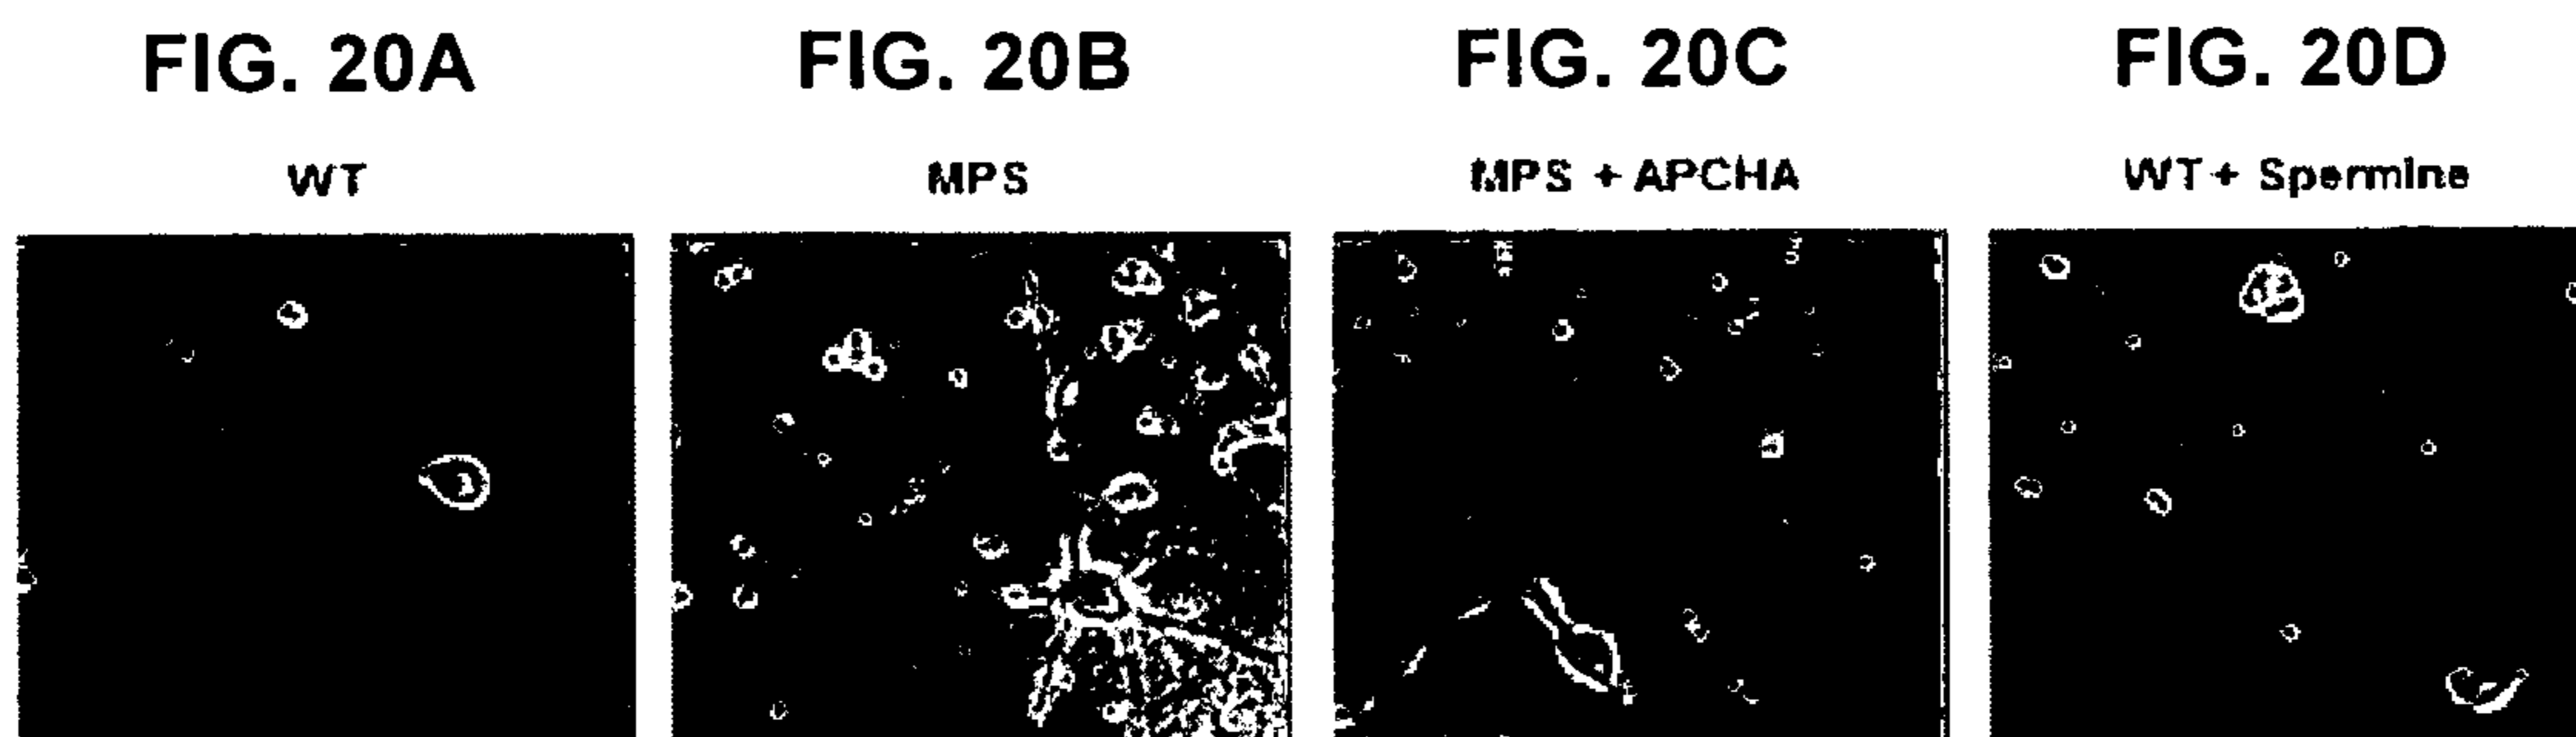 FIG. 20A FIG. 20B FIG. 20C FIG. 20D
WT MPS MPS + APCHA WT + Spermine